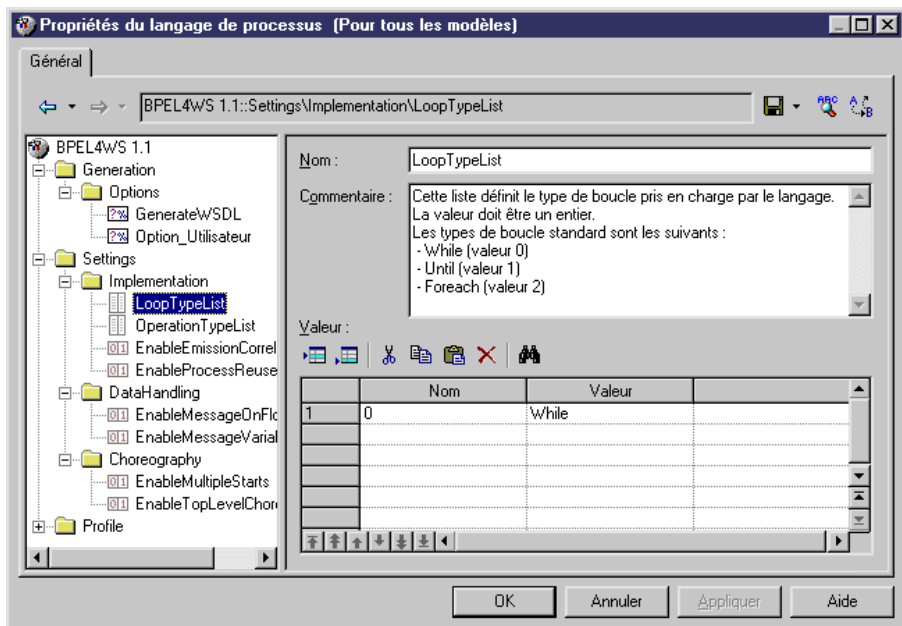 Propriétés du langage de processus (Pour tous les modèles)
Général
BPEL4WS 1.1::Settings\Implementation\LoopTypeList
BPEL4WS 1.1
Generation
Options
GenerateWSDL
Option_Utilisateur
Settings
Implementation
LoopTypeList
OperationTypeList
EnableEmissionCorrel
EnableProcessReuse
DataHandling
EnableMessageOnFlo
EnableMessageVarial
Choreography
EnableMultipleStarts
EnableTopLevelChor
Profile
Nom :
LoopTypeList
Commentaire :
Cette liste définit le type de boucle pris en charge par le langage.
La valeur doit être un entier.
Les types de boucle standard sont les suivants :
- While (valeur 0)
- Until (valeur 1)
- Foreach (valeur 2)
Valeur :
Nom Valeur
1 0 While
OK Annuler Appliquer Aide